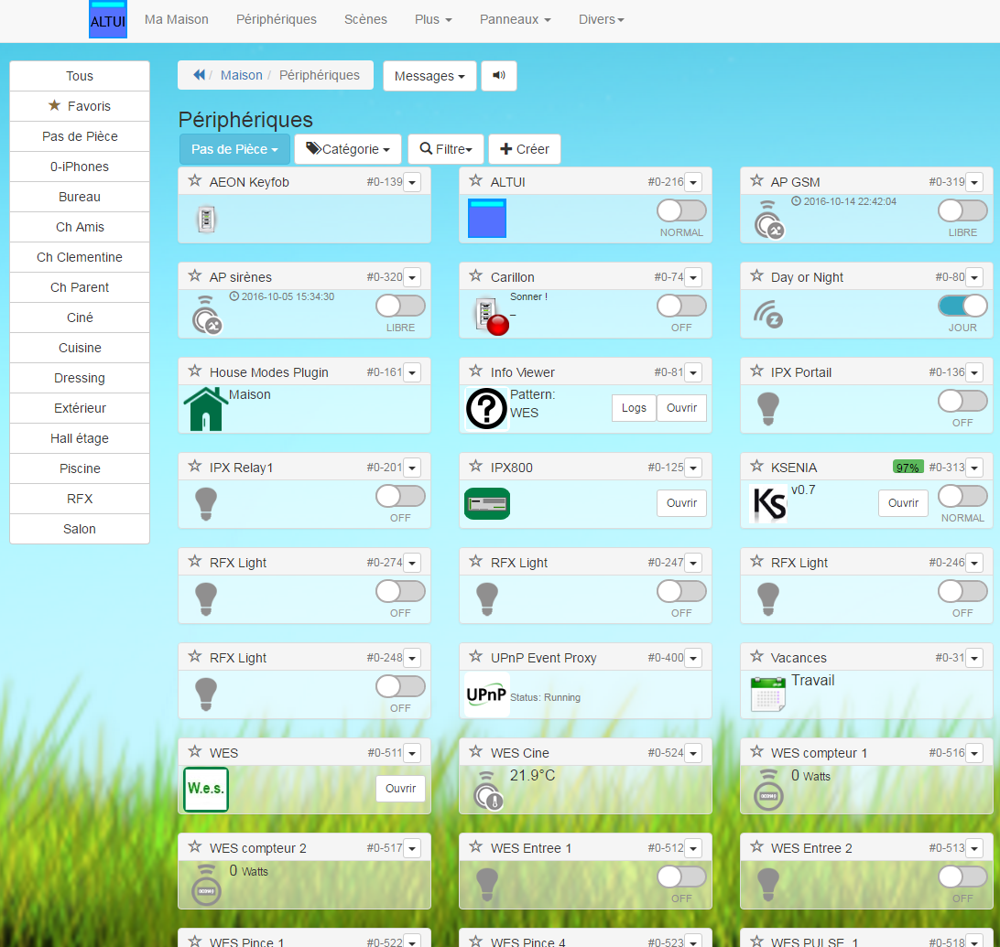 ALTUI Ma Maison Périphériques Scènes Plus Panneaux Divers
Tous
Favoris
Pas de Pièce
0-iPhones
Bureau
Ch Amis
Ch Clementine
Ch Parent
Ciné
Cuisine
Dressing
Extérieur
Hall étage
Piscine
RFX
Salon
/ Maison / Périphériques Messages
Périphériques
Pas de Pièce Catégorie Filtre Créer
AEON Keyfob #0-139
ALTUI #0-216
NORMAL
AP GSM #0-319
2016-10-14 22:42:04
LIBRE
AP sirènes #0-320
2016-10-05 15:34:30
LIBRE
Carillon #0-74
Sonner !
–
OFF
Day or Night #0-80
Z
JOUR
House Modes Plugin #0-161
Maison
Info Viewer #0-81
Pattern:
WES
Logs Ouvrir
?
IPX Portail #0-136
OFF
IPX Relay1 #0-201
OFF
IPX800 #0-125
Ouvrir
KSENIA 97% #0-313
Ks v0.7 Ouvrir
NORMAL
RFX Light #0-274
OFF
RFX Light #0-247
OFF
RFX Light #0-246
OFF
RFX Light #0-248
OFF
UPnP Event Proxy #0-400
UPnP Status: Running
Vacances #0-31
Travail
WES #0-511
W.e.s. Ouvrir
WES Cine #0-524
21.9°C
WES compteur 1 #0-516
0 Watts
WES compteur 2 #0-517
0 Watts
WES Entree 1 #0-512
OFF
WES Entree 2 #0-513
OFF
WES Pince 1 #0-522
WES Pince 4 #0-523
WES PULSE_1 #0-518